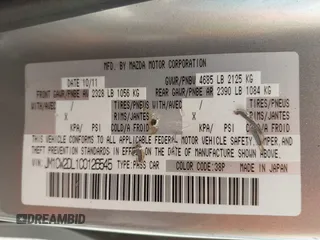 MFD. BY MAZDA MOTOR CORPORATION
DATE 10/11 GVWR/PNBV 4685 LB 2125 KG
FRONT GAWR/PNBE AV 2328 LB 1056 KG REAR GAWR/PNBE AR 2390 LB 1084 KG
WITH/AVEC TIRES/PNEUS WITH/AVEC TIRES/PNEUS
X RIMS/JANTES X RIMS/JANTES
KPA/ PSI COLD/A FROID KPA/ PSI COLD/A FROID
THIS VEHICLE CONFORMS TO ALL APPLICABLE FEDERAL MOTOR VEHICLE SAFETY, BUMPER, AND
THEFT PREVENTION STANDARDS IN EFFECT ON THE DATE OF MANUFACTURE SHOWN ABOVE.
VIN: TYPE: PASS CAR COLOR CODE: 38P MADE IN JAPAN
DREAMBID